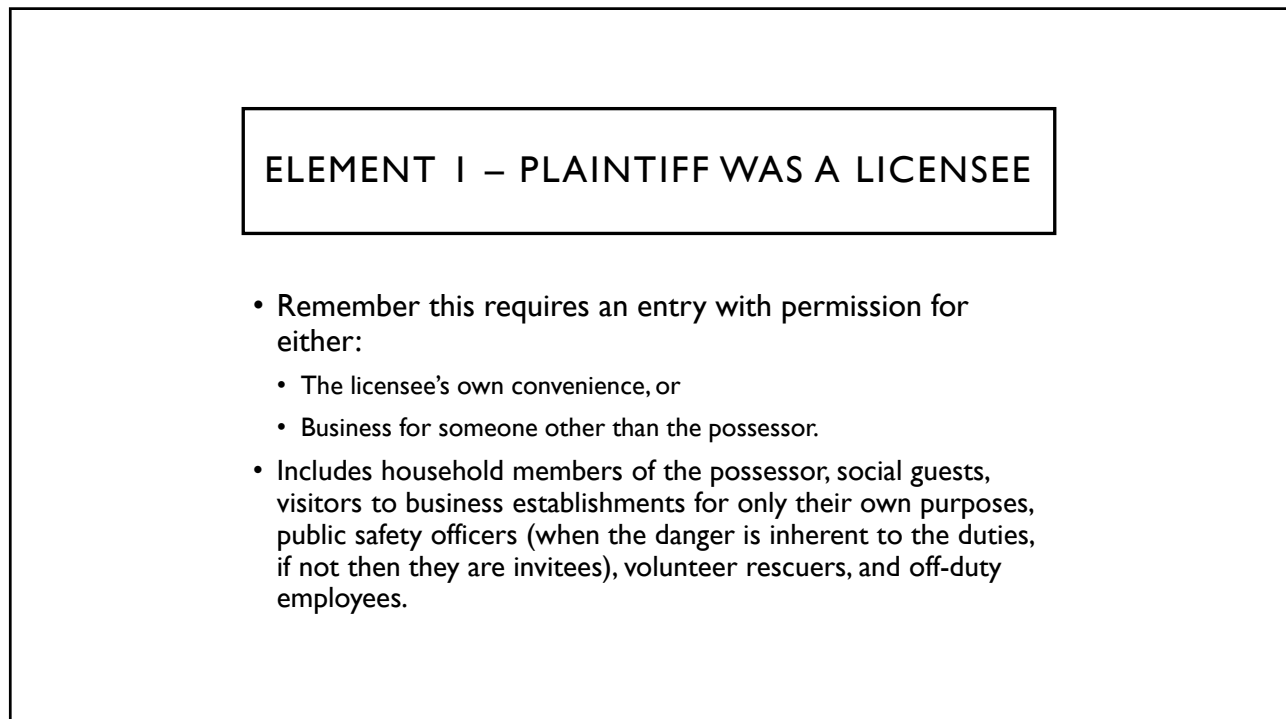 ELEMENT 1 – PLAINTIFF WAS A LICENSEE
• Remember this requires an entry with permission for
either:
• The licensee’s own convenience, or
• Business for someone other than the possessor.
• Includes household members of the possessor, social guests,
visitors to business establishments for only their own purposes,
public safety officers (when the danger is inherent to the duties,
if not then they are invitees), volunteer rescuers, and off-duty
employees.